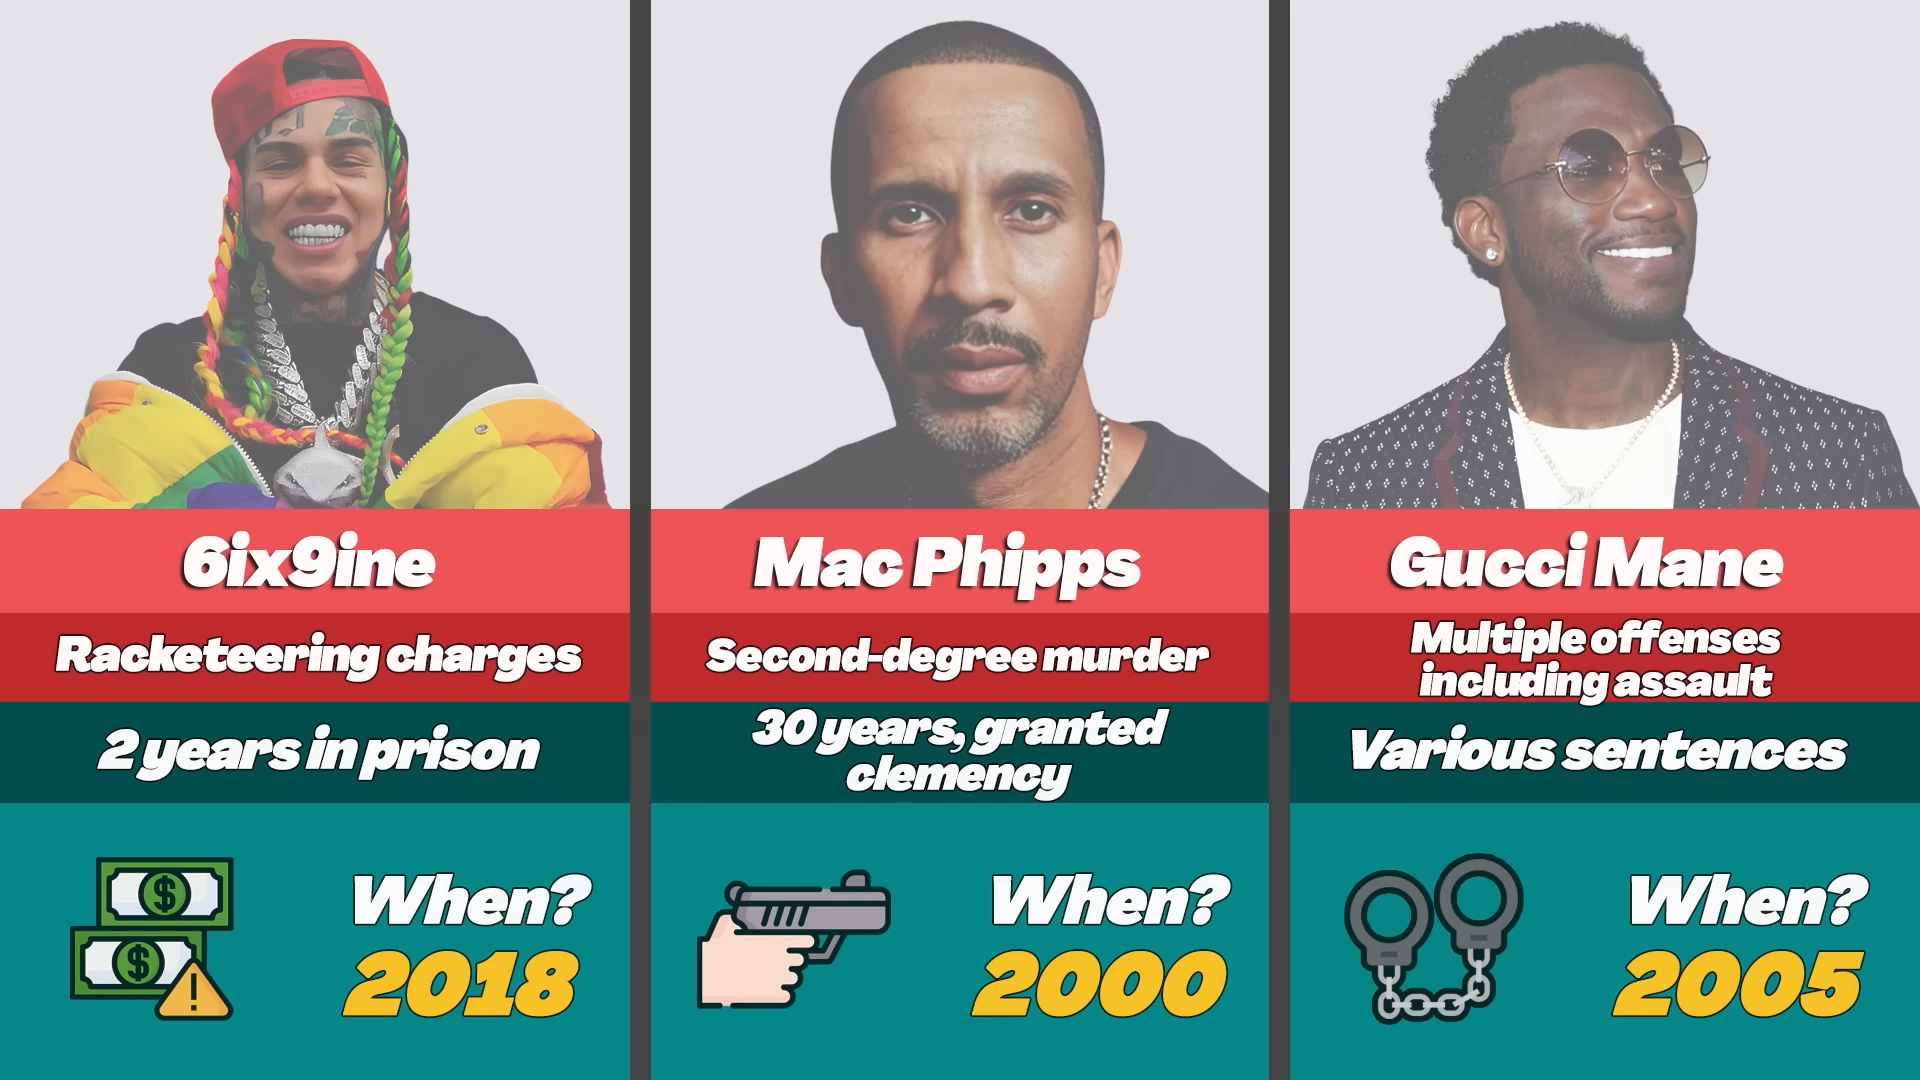 6ix9ine
Racketeering charges
2 years in prison
$
$
!
When?
2018
Mac Phipps
Second-degree murder
30 years, granted
clemency
When?
2000
Gucci Mane
Multiple offenses
including assault
Various sentences
When?
2005